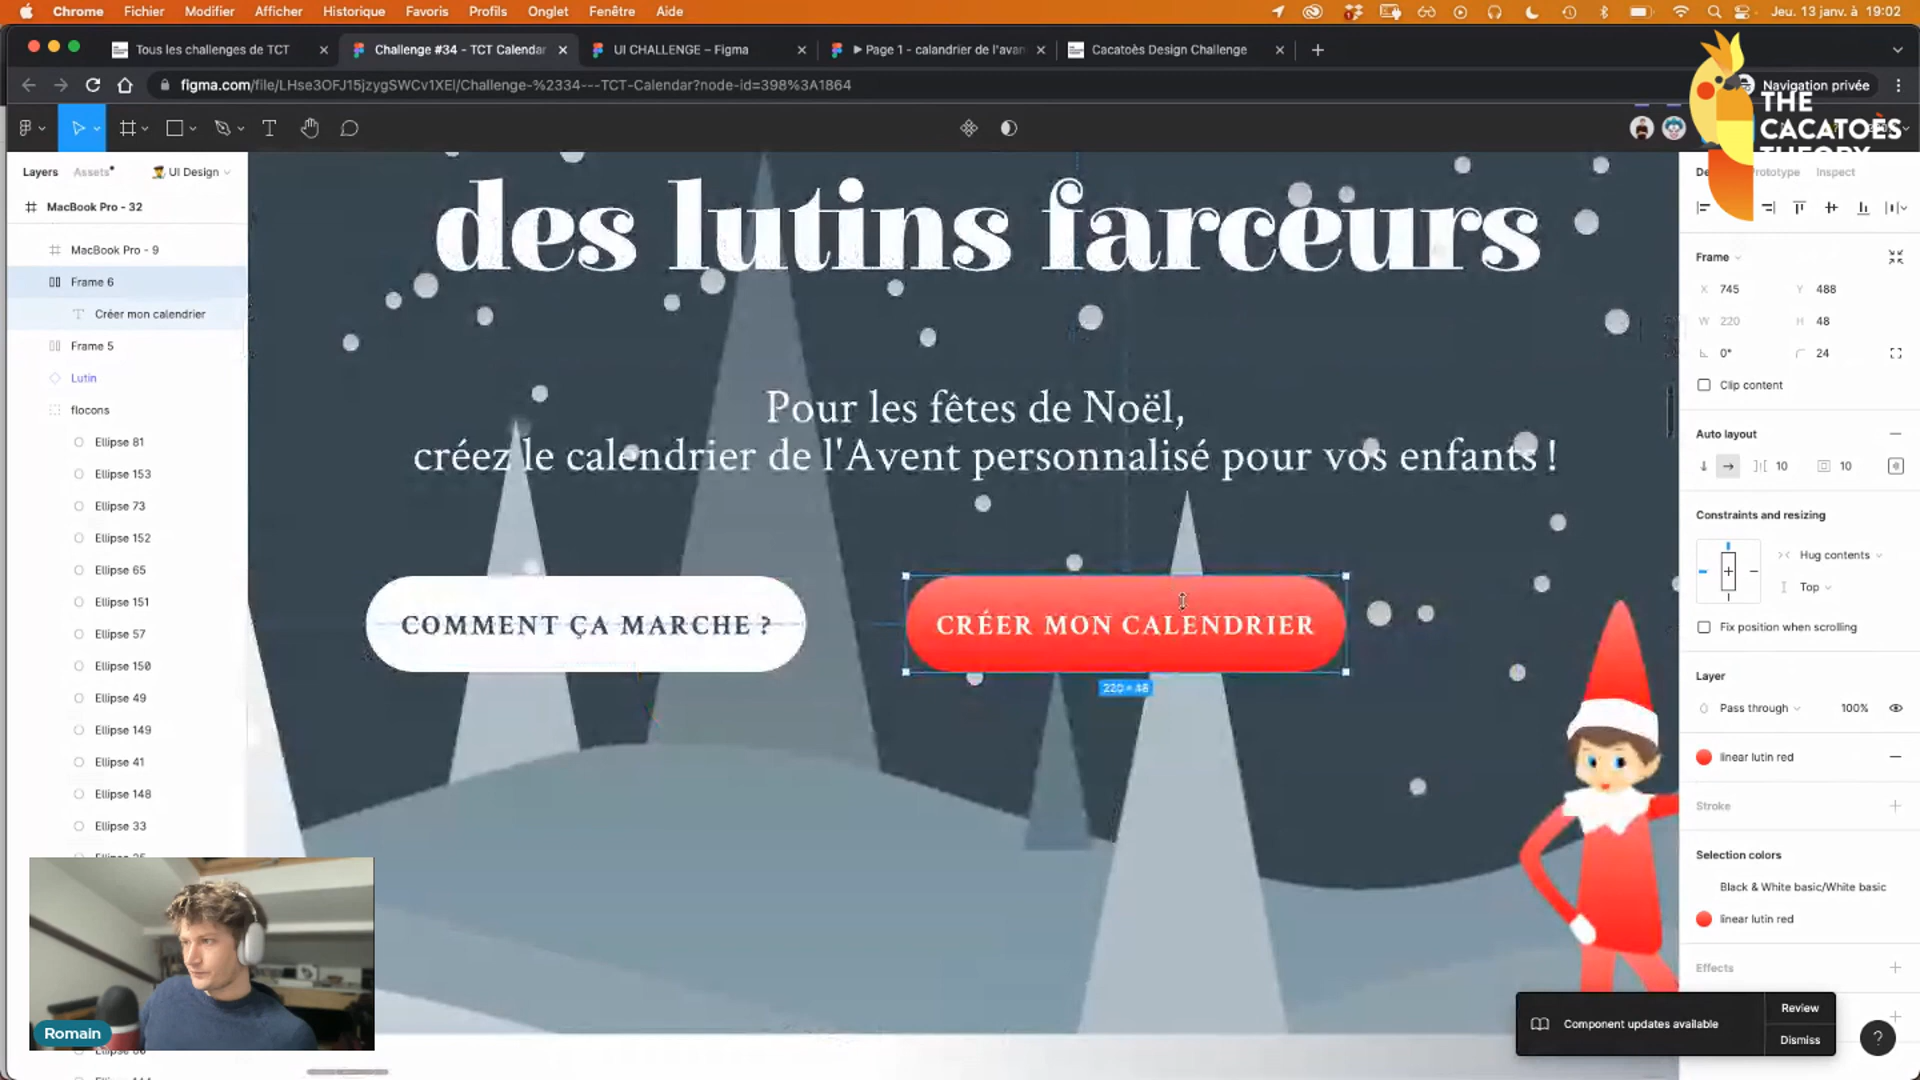 Chrome Fichier Modifier Afficher Historique Favoris Profils Onglet Fenêtre Aide Jeu. 13 janv. à 19:02
Tous les challenges de TCT
Challenge #34 - TCT Calendar
UI CHALLENGE – Figma
Page 1 - calandrier de l'avan
Cacatoès Design Challenge
figma.com/file/LHse3OFJ15jzygSWCv1XEl/Challenge-%2334---TCT-Calendar?node-id=398%3A1864
Navigation privée
THE
CACATOES
THEORY
Layers Assets UI Design
Prototype Inspect
MacBook Pro - 32
MacBook Pro - 9
Frame 6
Créer mon calendrier
Frame 5
Lutin
flocons
Ellipse 81
Ellipse 153
Ellipse 73
Ellipse 152
Ellipse 65
Ellipse 151
Ellipse 57
Ellipse 150
Ellipse 49
Ellipse 149
Ellipse 41
Ellipse 148
Ellipse 33
des lutins farceurs
Pour les fêtes de Noël,
créez le calendrier de l'Avent personnalisé pour vos enfants !
COMMENT ÇA MARCHE ?
CRÉER MON CALENDRIER
220 × 48
Frame
X 745 Y 488
W 220 H 48
0° 24
Clip content
Auto layout
10 10
Constraints and resizing
Hug contents
Top
Fix position when scrolling
Layer
Pass through 100%
linear lutin red
Stroke
Selection colors
Black & White basic/White basic
linear lutin red
Effects
Component updates available
Review
Dismiss
?
Romain